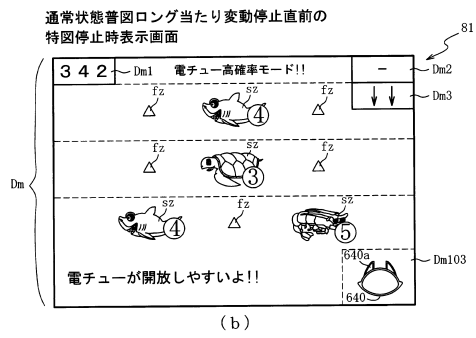 通常状態普図ロング当たり変動停止直前の
特図停止時表示画面
81
342 Dm1 電チュー高確率モード!! － Dm2
↓↓ Dm3
fz sz fz
④
fz sz fz
③
Dm
sz fz sz
④ ⑤
電チューが開放しやすいよ!!
640a Dm103
640
(b)